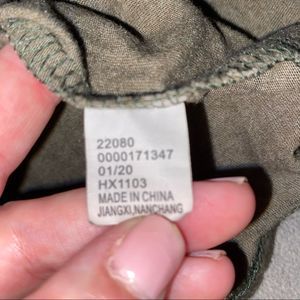 22080
0000171347
01/20
HX1103
MADE IN CHINA
JIANGXI,NANCHANG